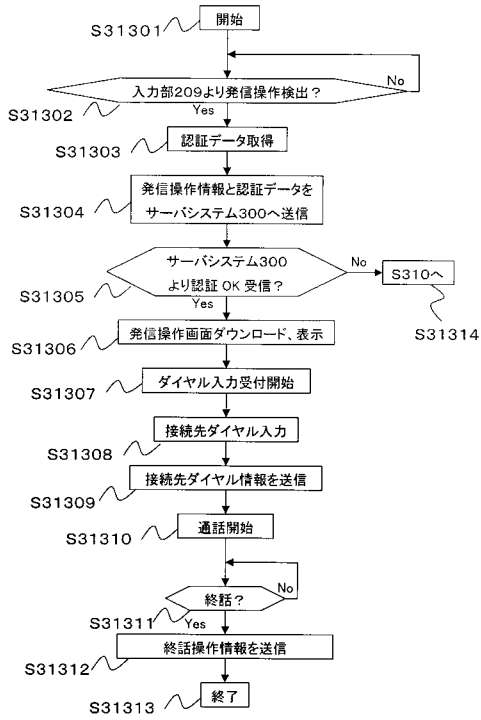 開始
S31301
No
入力部209より発信操作検出？
S31302
Yes
認証データ取得
S31303
発信操作情報と認証データを
サーバシステム300へ送信
S31304
サーバシステム300
より認証 OK 受信？
No
S310へ
S31305
Yes
S31314
発信操作画面ダウンロード、表示
S31306
ダイヤル入力受付開始
S31307
接続先ダイヤル入力
S31308
接続先ダイヤル情報を送信
S31309
通話開始
S31310
No
終話？
S31311
Yes
終話操作情報を送信
S31312
終了
S31313